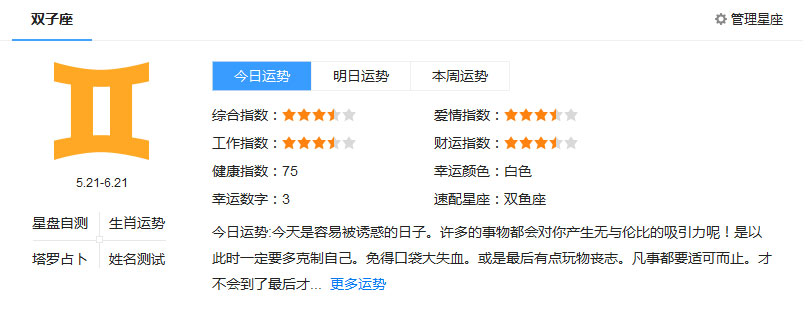 双子座
管理星座
今日运势
明日运势
本周运势
综合指数：
爱情指数：
工作指数：
财运指数：
健康指数：75
幸运颜色：白色
幸运数字：3
速配星座：双鱼座
5.21-6.21
星盘自测
生肖运势
塔罗占卜
姓名测试
今日运势:今天是容易被诱惑的日子。许多的事物都会对你产生无与伦比的吸引力呢！是以
此时一定要多克制自己。免得口袋大失血。或是最后有点玩物丧志。凡事都要适可而止。才
不会到了最后才... 更多运势